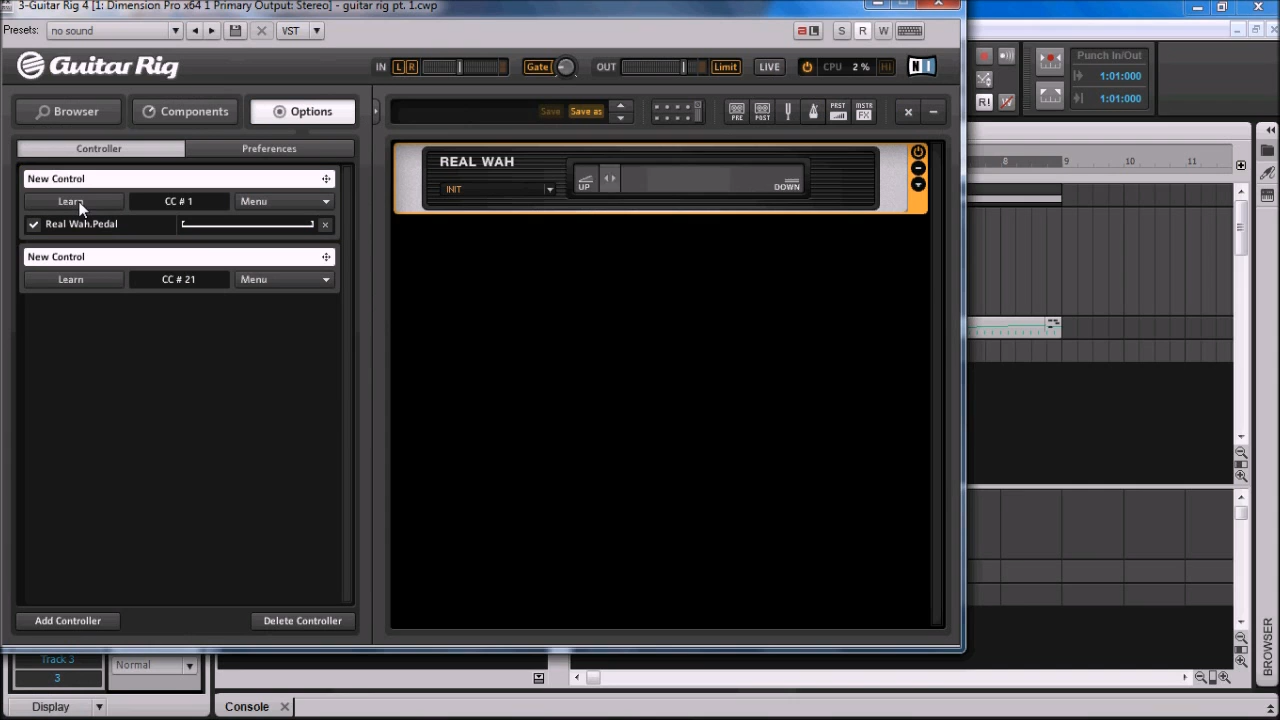 3-Guitar Rig 4 [1: Dimension Pro x64 1 Primary Output: Stereo] - guitar rig pt. 1.cwp
Presets: no sound VST S R W
Guitar Rig IN L R Gate OUT Limit LIVE CPU 2 % Hi NI
Punch In/Out
1:01:000
1:01:000
R!
Browser Components Options
Save Save as PRE POST PRST MSTR FX
Controller Preferences
8 9 10 11
New Control
Learn CC # 1 Menu
Real Wah.Pedal
New Control
Learn CC # 21 Menu
REAL WAH
INIT UP DOWN
Add Controller Delete Controller
Track 3 Normal
3
Display Console
BROWSER